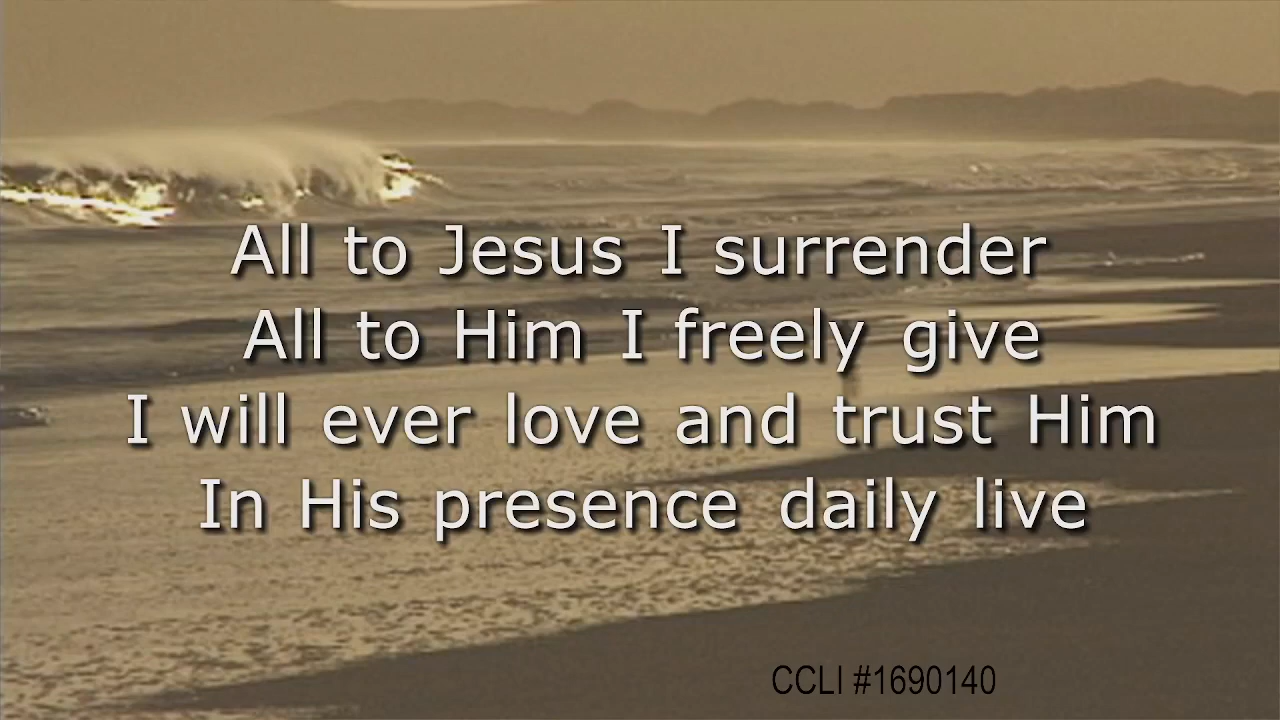 All to Jesus I surrender
All to Him I freely give
I will ever love and trust Him
In His presence daily live
CCLI #1690140